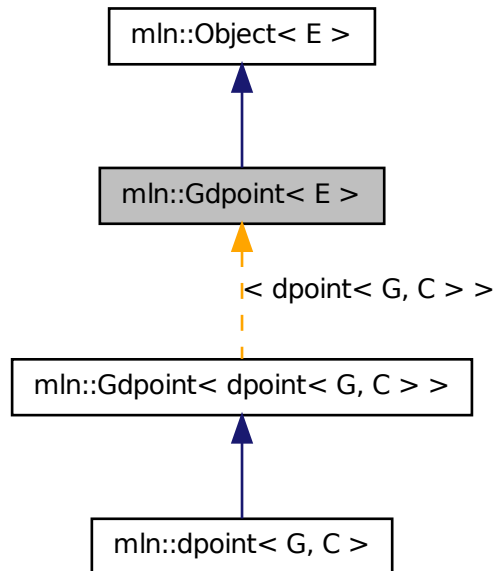 mln::Object< E >
mln::Gdpoint< E >
< dpoint< G, C > >
mln::Gdpoint< dpoint< G, C > >
mln::dpoint< G, C >